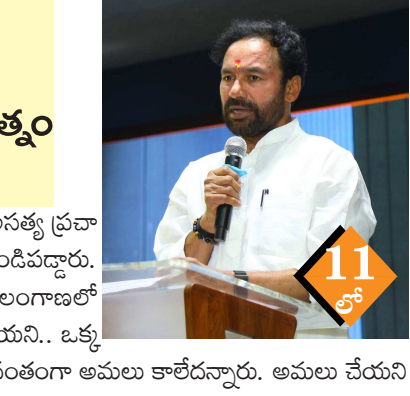 త్నం
సత్య ప్రచా
ండిపడ్డారు.
లంగాణలో
యని.. ఒక్క
వంతంగా అమలు కాలేదన్నారు. అమలు చేయని
11
లో